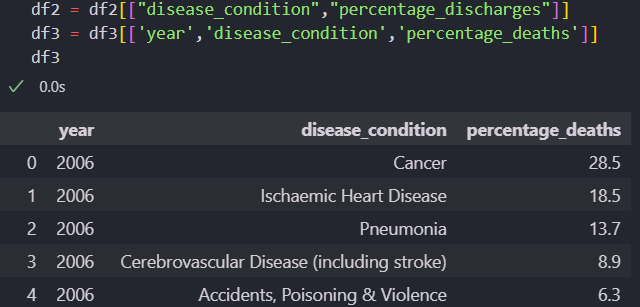 df2 = df2[["disease_condition","percentage_discharges"]]
df3 = df3[['year','disease_condition','percentage_deaths']]
df3
0.0s
year disease_condition percentage_deaths
0 2006 Cancer 28.5
1 2006 Ischaemic Heart Disease 18.5
2 2006 Pneumonia 13.7
3 2006 Cerebrovascular Disease (including stroke) 8.9
4 2006 Accidents, Poisoning & Violence 6.3